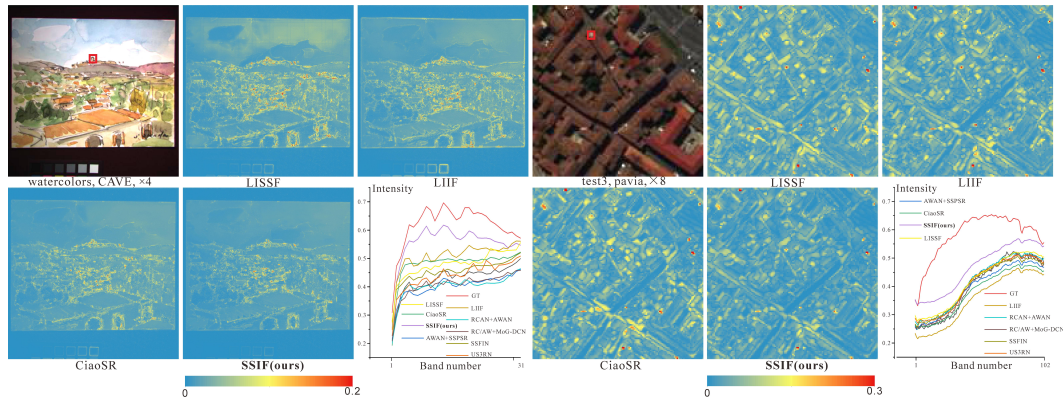 watercolors, CAVE, ×4
LISSF
LIIF
test3, pavia, ×8
LISSF
LIIF
CiaoSR
SSIF(ours)
0
0.2
Intensity
0.7
0.6
0.5
0.4
0.3
0.2
LISSF
CiaoSR
SSIF(ours)
AWAN+SSPSR
GT
LIIF
RCAN+AWAN
RC/AW+MoG-DCN
SSFIN
US3RN
1
Band number
31
CiaoSR
SSIF(ours)
0
0.3
Intensity
0.7
0.6
0.5
0.4
0.3
0.2
AWAN+SSPSR
CiaoSR
SSIF(ours)
LISSF
GT
LIIF
RCAN+AWAN
RC/AW+MoG-DCN
SSFIN
US3RN
1
Band number
102